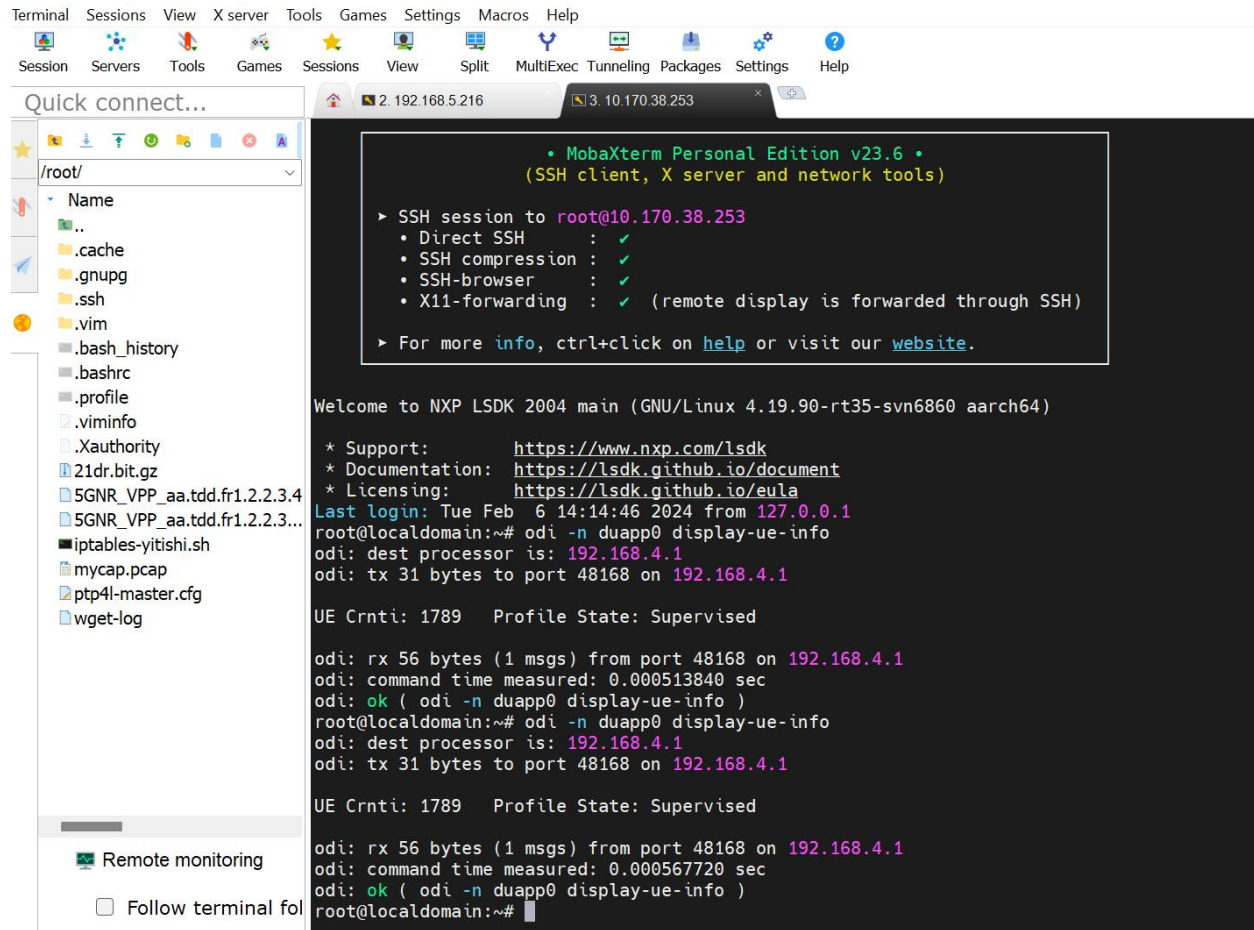 Terminal Sessions View X server Tools Games Settings Macros Help
Session Servers Tools Games Sessions View Split MultiExec Tunneling Packages Settings Help
Quick connect...
2. 192.168.5.216
3. 10.170.38.253
/root/
Name
..
.cache
.gnupg
.ssh
.vim
.bash_history
.bashrc
.profile
.viminfo
.Xauthority
21dr.bit.gz
5GNR_VPP_aa.tdd.fr1.2.2.3.4
5GNR_VPP_aa.tdd.fr1.2.2.3...
iptables-yitishi.sh
mycap.pcap
ptp4l-master.cfg
wget-log
Remote monitoring
Follow terminal fol
• MobaXterm Personal Edition v23.6 •
(SSH client, X server and network tools)
➤ SSH session to root@10.170.38.253
• Direct SSH : ✔
• SSH compression : ✔
• SSH-browser : ✔
• X11-forwarding : ✔ (remote display is forwarded through SSH)
➤ For more info, ctrl+click on help or visit our website.
Welcome to NXP LSDK 2004 main (GNU/Linux 4.19.90-rt35-svn6860 aarch64)
* Support: https://www.nxp.com/lsdk
* Documentation: https://lsdk.github.io/document
* Licensing: https://lsdk.github.io/eula
Last login: Tue Feb 6 14:14:46 2024 from 127.0.0.1
root@localdomain:~# odi -n duapp0 display-ue-info
odi: dest processor is: 192.168.4.1
odi: tx 31 bytes to port 48168 on 192.168.4.1
UE Crnti: 1789 Profile State: Supervised
odi: rx 56 bytes (1 msgs) from port 48168 on 192.168.4.1
odi: command time measured: 0.000513840 sec
odi: ok ( odi -n duapp0 display-ue-info )
root@localdomain:~# odi -n duapp0 display-ue-info
odi: dest processor is: 192.168.4.1
odi: tx 31 bytes to port 48168 on 192.168.4.1
UE Crnti: 1789 Profile State: Supervised
odi: rx 56 bytes (1 msgs) from port 48168 on 192.168.4.1
odi: command time measured: 0.000567720 sec
odi: ok ( odi -n duapp0 display-ue-info )
root@localdomain:~#